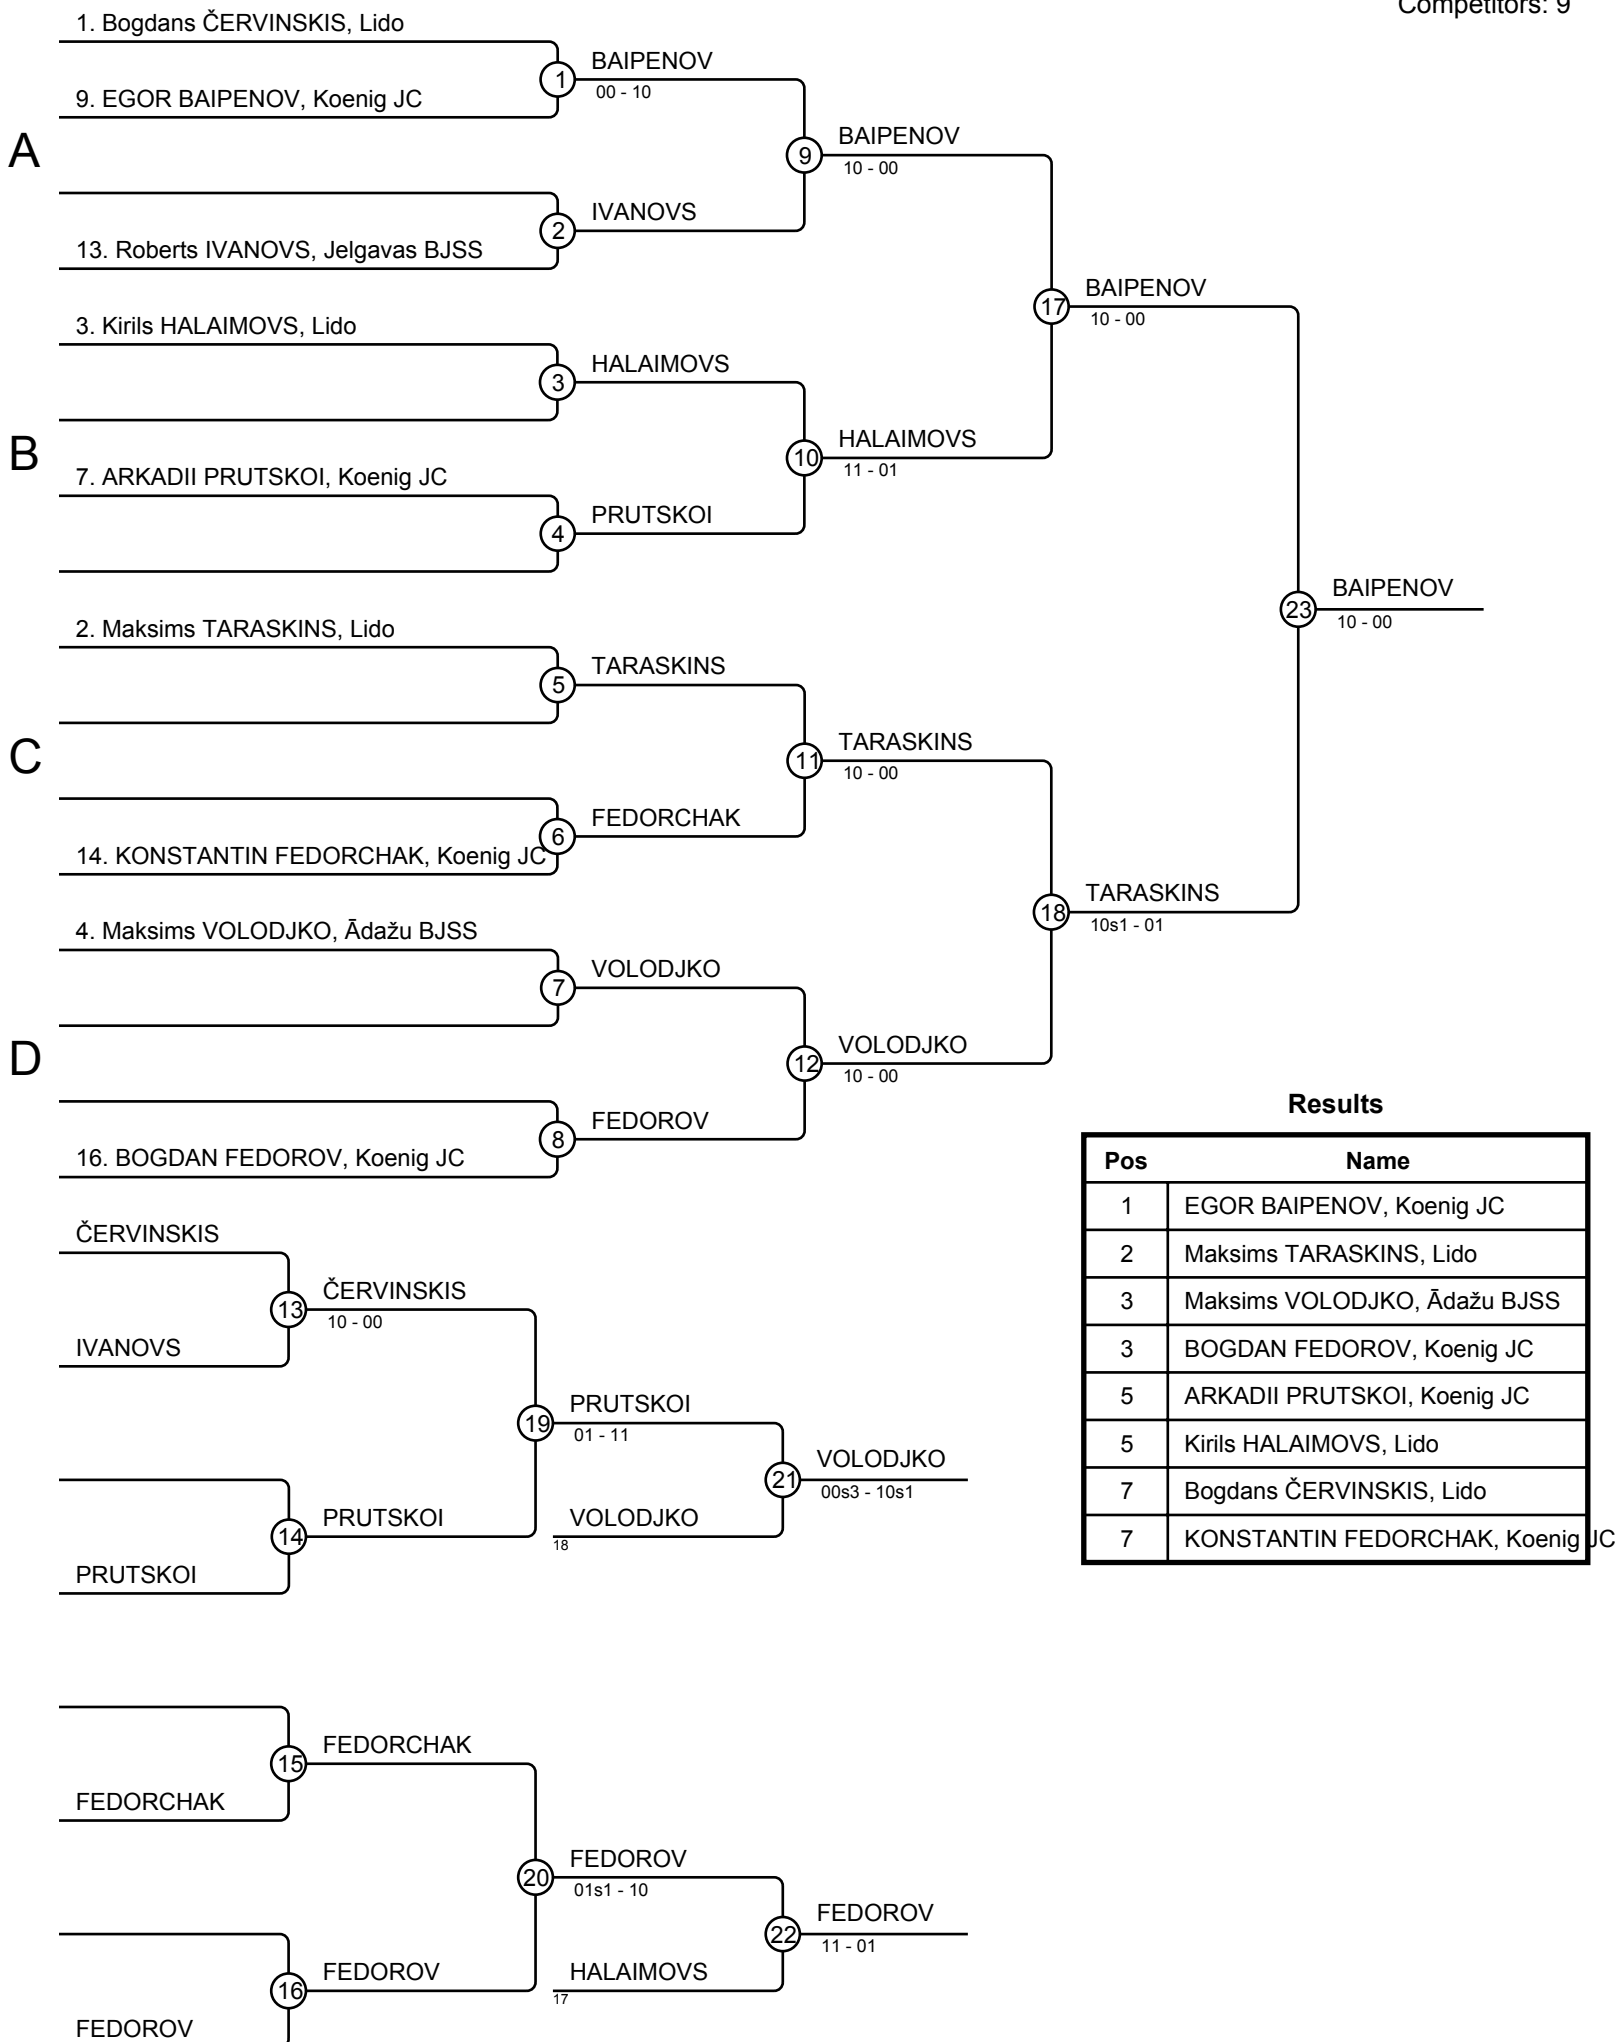 Competitors: 9
1. Bogdans ČERVINSKIS, Lido
BAIPENOV
1
00 - 10
9. EGOR BAIPENOV, Koenig JC
A
BAIPENOV
9
10 - 00
IVANOVS
2
13. Roberts IVANOVS, Jelgavas BJSS
BAIPENOV
17
10 - 00
3. Kirils HALAIMOVS, Lido
HALAIMOVS
3
B
HALAIMOVS
10
11 - 01
7. ARKADII PRUTSKOI, Koenig JC
PRUTSKOI
4
BAIPENOV
23
10 - 00
2. Maksims TARASKINS, Lido
TARASKINS
5
C
TARASKINS
11
10 - 00
FEDORCHAK
6
14. KONSTANTIN FEDORCHAK, Koenig JC
TARASKINS
18
10s1 - 01
4. Maksims VOLODJKO, Ādažu BJSS
VOLODJKO
7
D
VOLODJKO
12
10 - 00
FEDOROV
8
16. BOGDAN FEDOROV, Koenig JC
Results
Pos Name
1 EGOR BAIPENOV, Koenig JC
2 Maksims TARASKINS, Lido
3 Maksims VOLODJKO, Ādažu BJSS
3 BOGDAN FEDOROV, Koenig JC
5 ARKADII PRUTSKOI, Koenig JC
5 Kirils HALAIMOVS, Lido
7 Bogdans ČERVINSKIS, Lido
7 KONSTANTIN FEDORCHAK, Koenig JC
ČERVINSKIS
ČERVINSKIS
13
10 - 00
IVANOVS
PRUTSKOI
19
01 - 11
VOLODJKO
21
00s3 - 10s1
PRUTSKOI
14
VOLODJKO
18
PRUTSKOI
FEDORCHAK
15
FEDORCHAK
FEDOROV
20
01s1 - 10
FEDOROV
22
11 - 01
FEDOROV
16
HALAIMOVS
17
FEDOROV